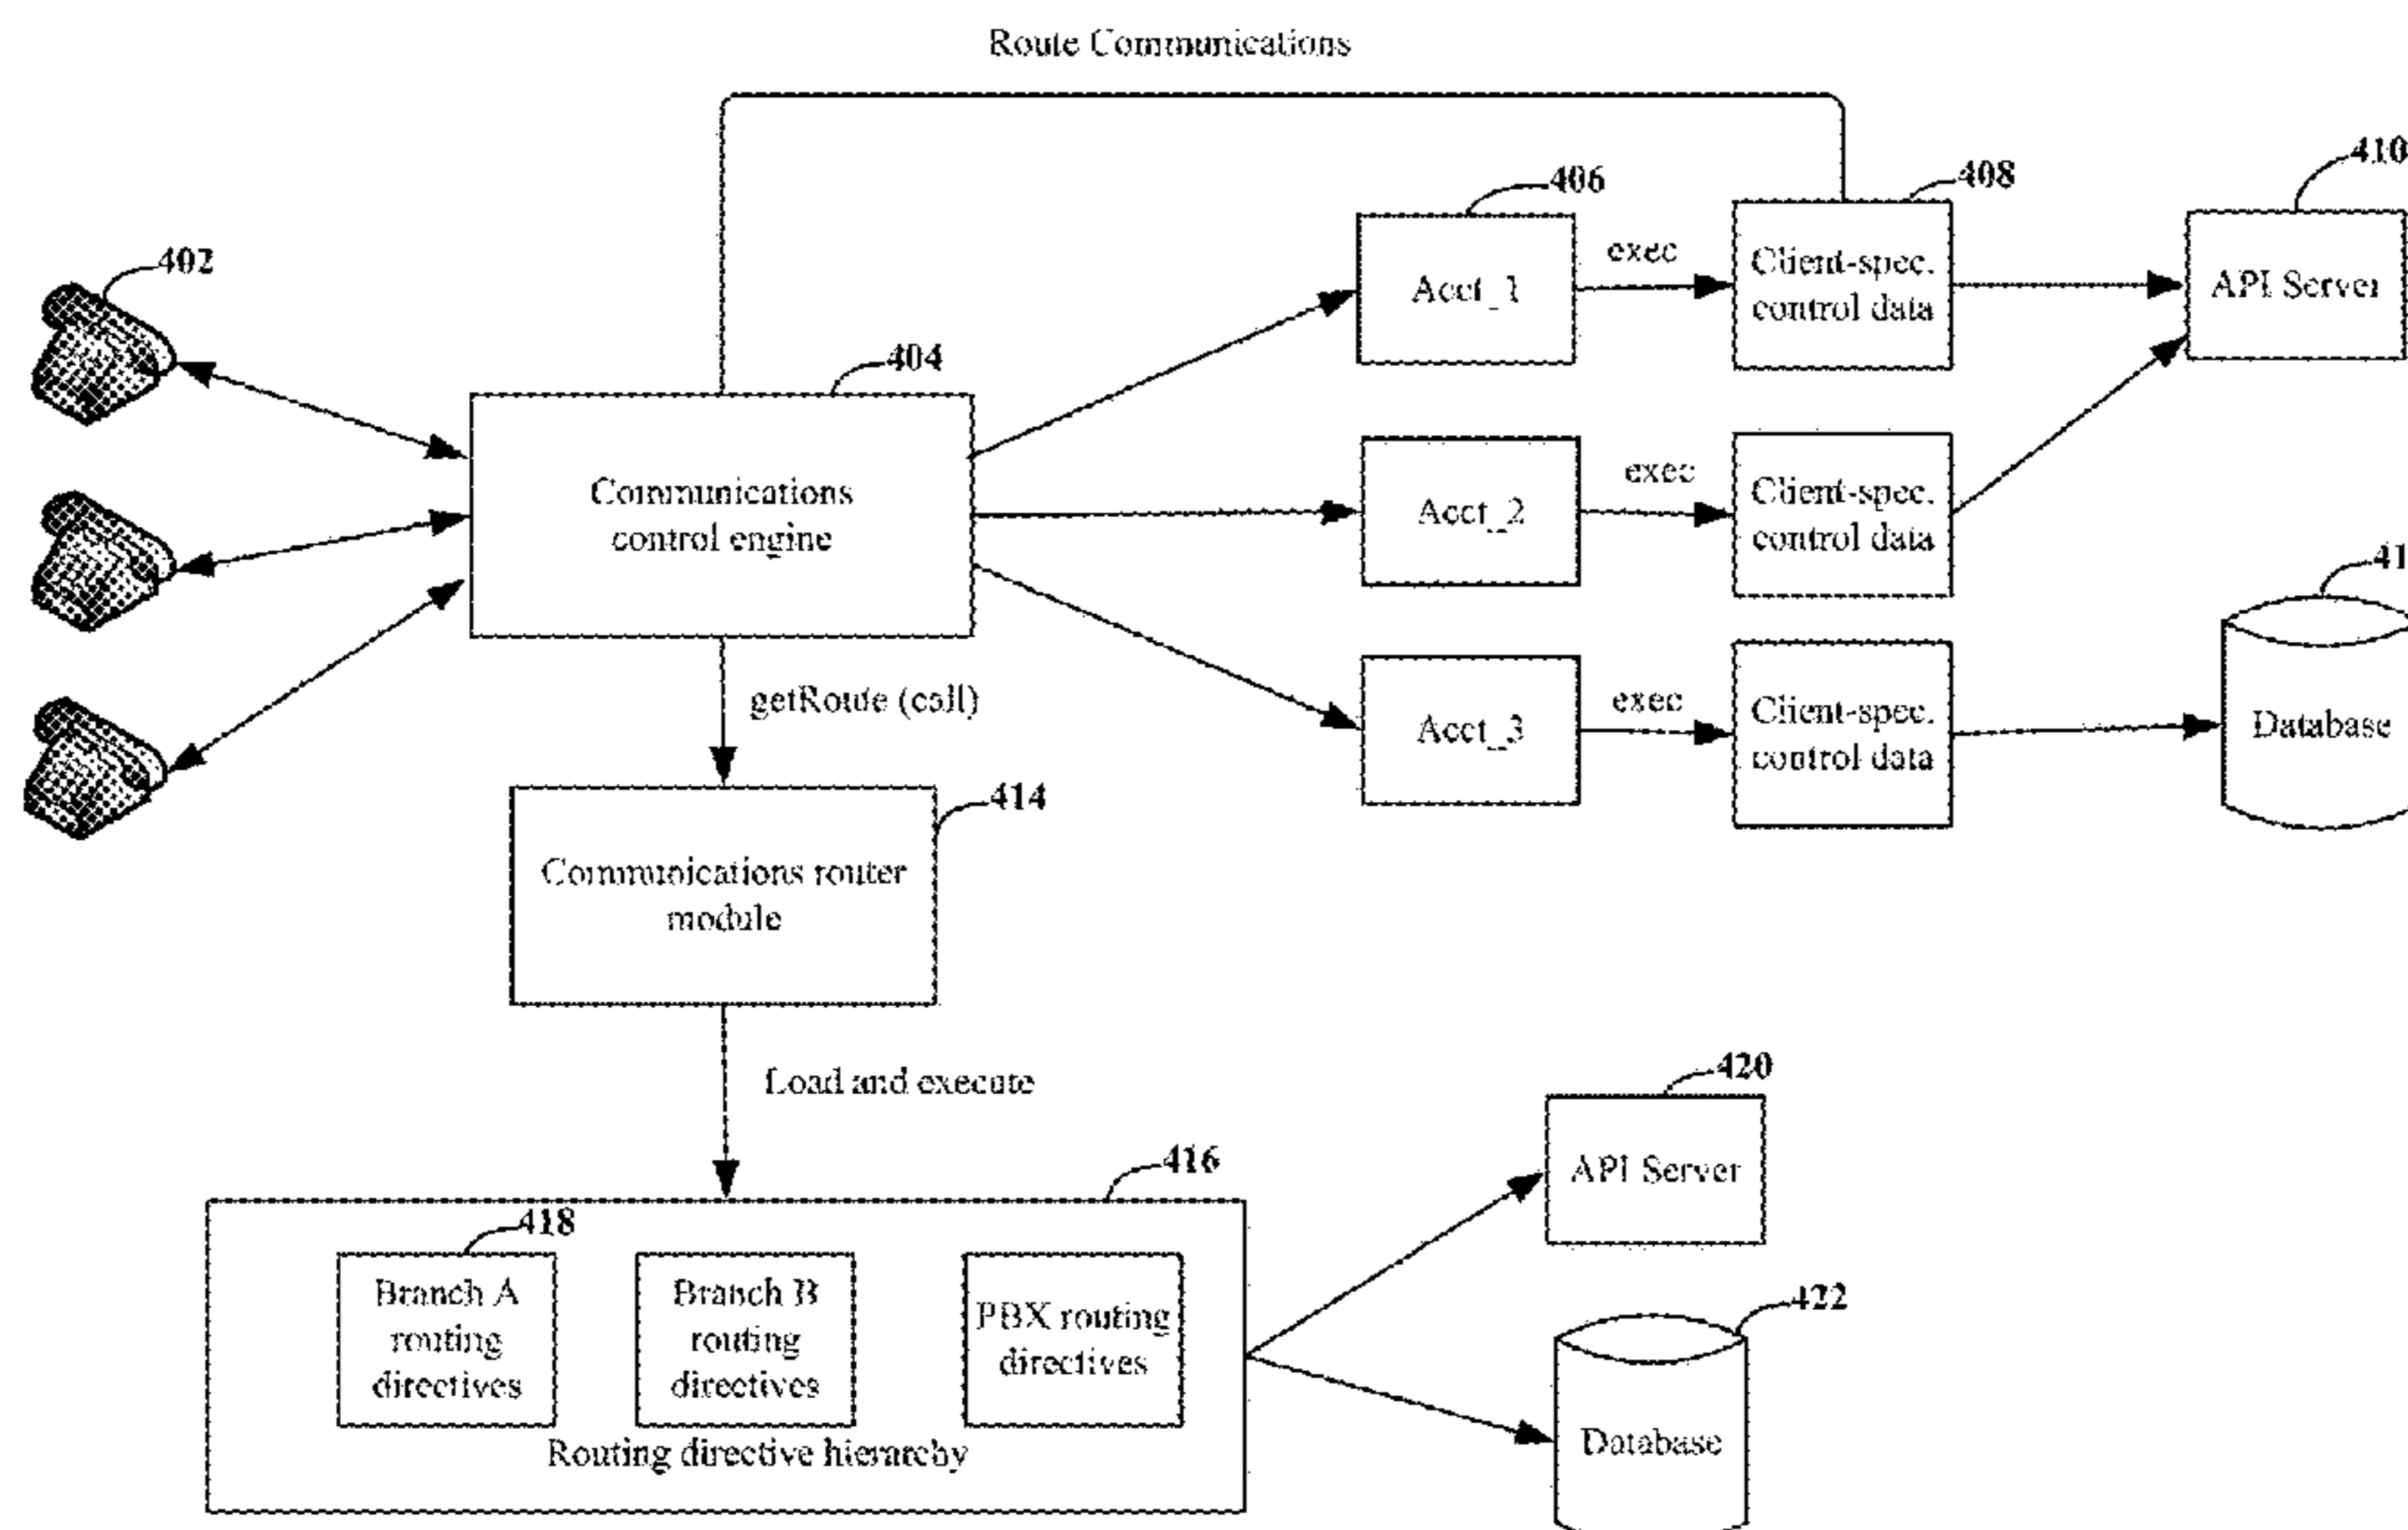 Route Communications
410
406
408
402
exec
Client-spec.
control data
API Server
Acct_1
404
Communications
control engine
exec
Acct_2
Client-spec.
control data
41
getRoute (call)
exec
Acct_3
Client-spec.
control data
Database
414
Communications router
module
Load and execute
420
API Server
416
418
Branch A
routing
directives
Branch B
routing
directives
PBX routing
directives
Routing directive hierarchy
422
Database